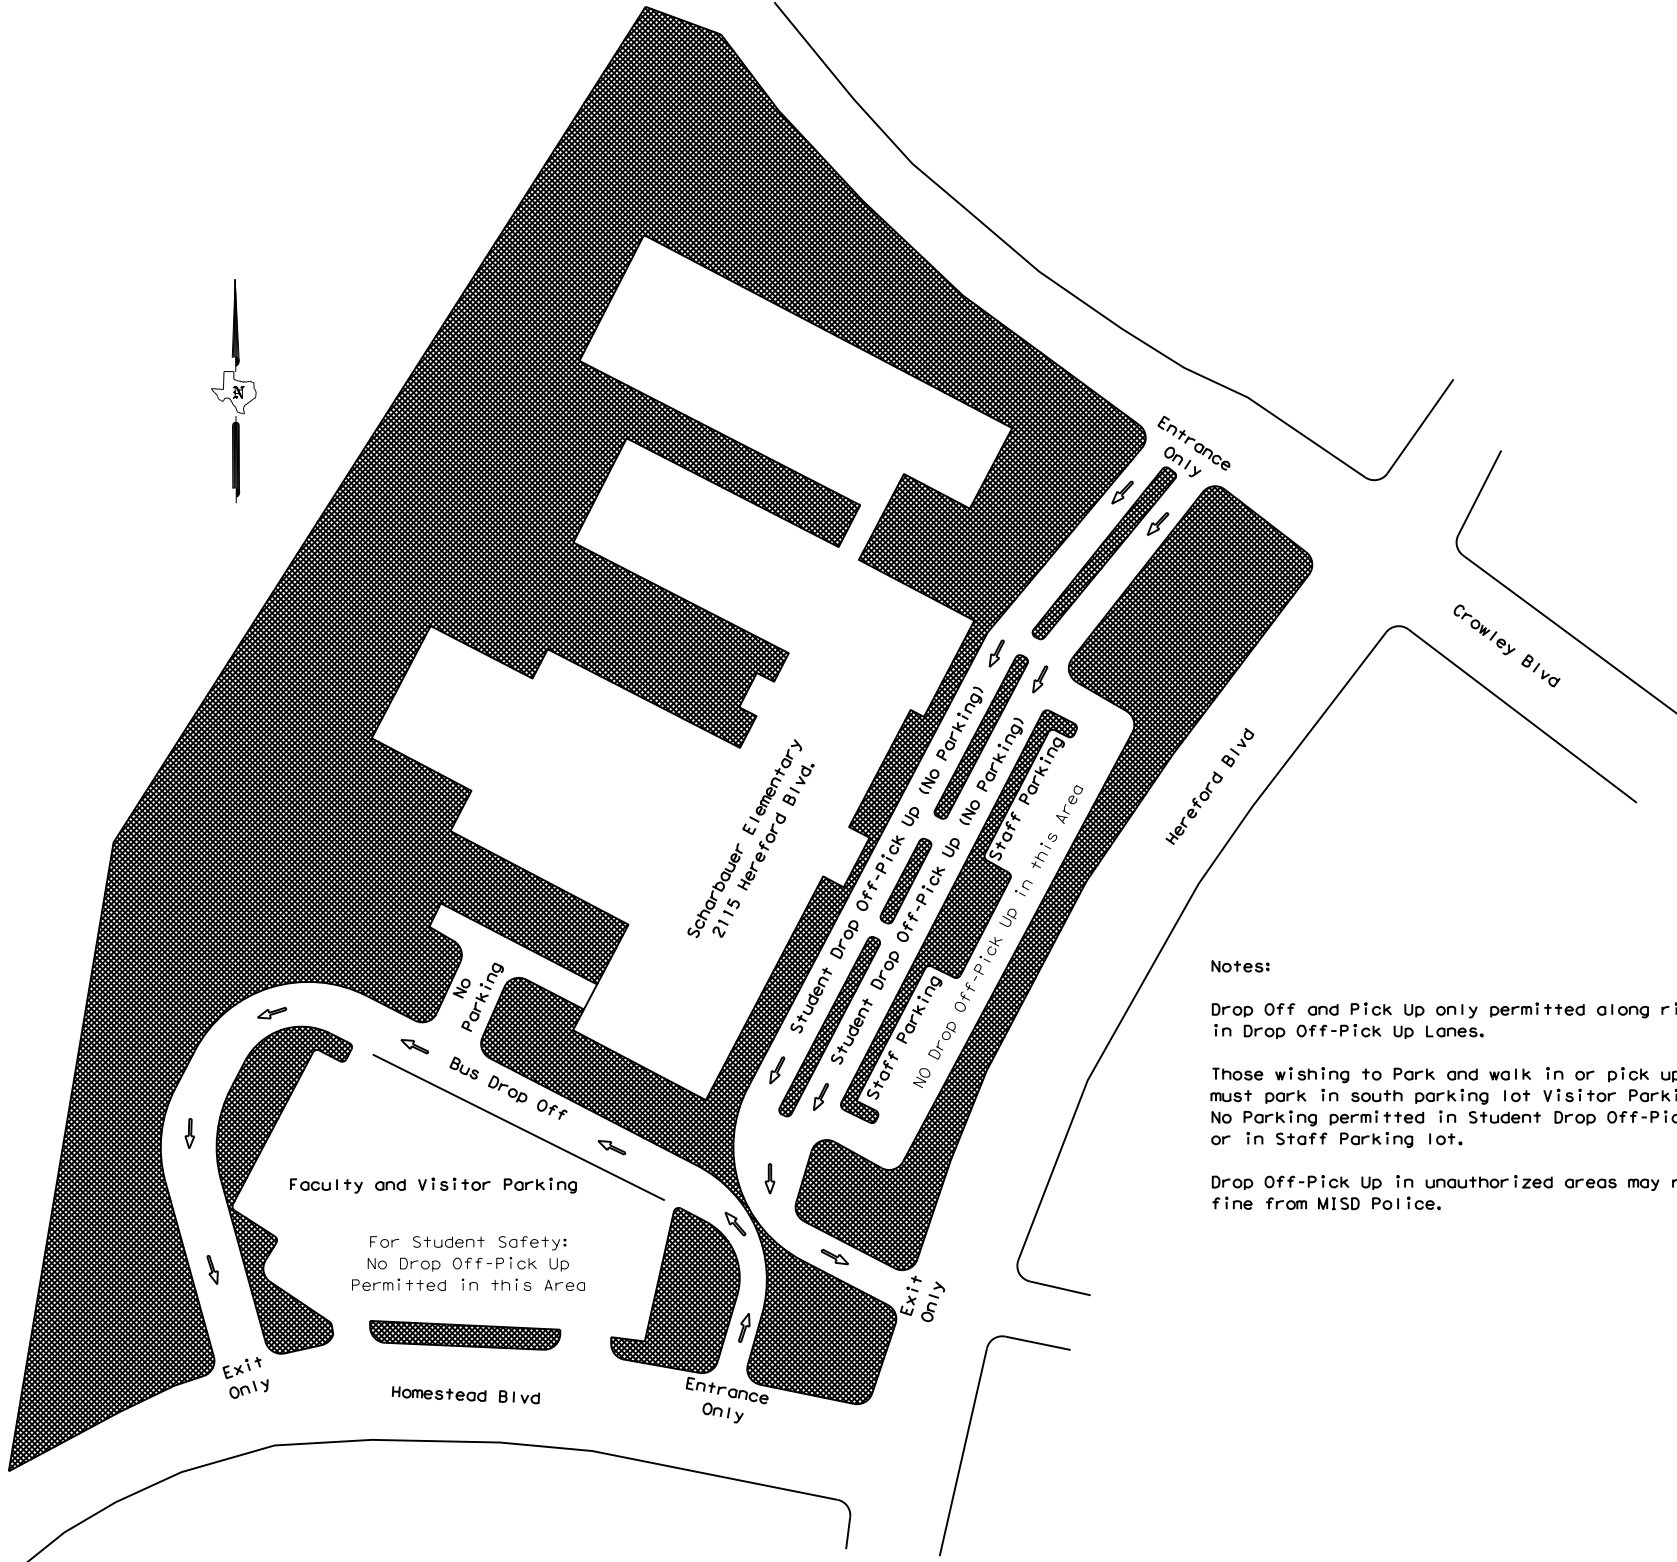 N
Entrance
Only
Crowley Blvd
Hereford Blvd
Scharbauer Elementary
2115 Hereford Blvd.
Student Drop Off-Pick Up (No Parking)
Student Drop Off-Pick Up (No Parking)
Staff Parking
Staff Parking
NO Drop Off-Pick Up in this Area
No
Parking
Bus Drop Off
Faculty and Visitor Parking
For Student Safety:
No Drop Off-Pick Up
Permitted in this Area
Exit
Only
Homestead Blvd
Entrance
Only
Exit
Only
Notes:
Drop Off and Pick Up only permitted along
in Drop Off-Pick Up Lanes.
Those wishing to Park and walk in or pick up
must park in south parking lot Visitor
No Parking permitted in Student Drop
or in Staff Parking lot.
Drop Off-Pick Up in unauthorized areas may
fine from MISD Police.